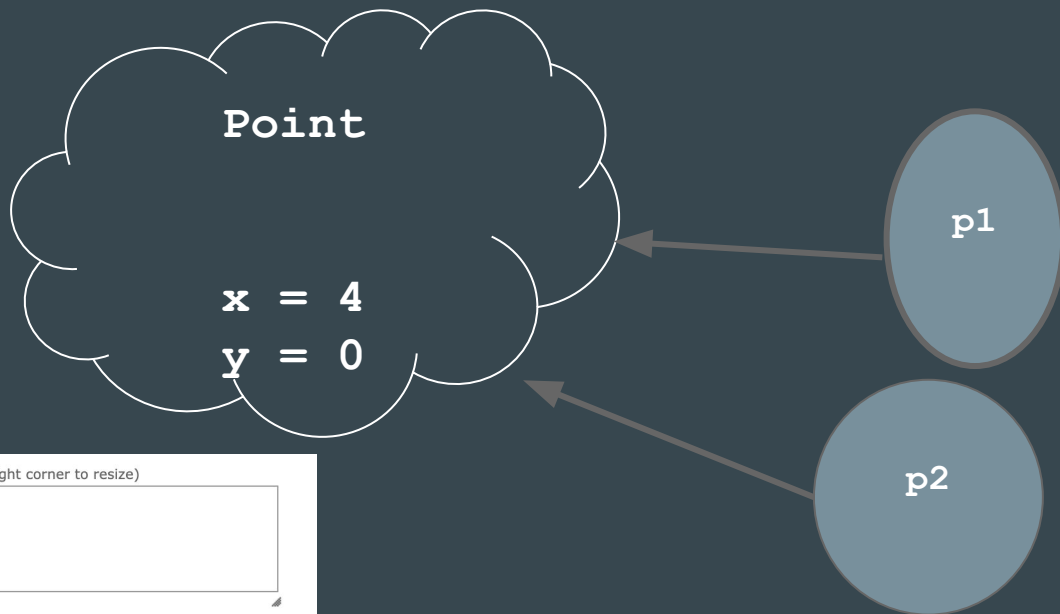 Point
x = 4
y = 0
p1
p2
ght corner to resize)